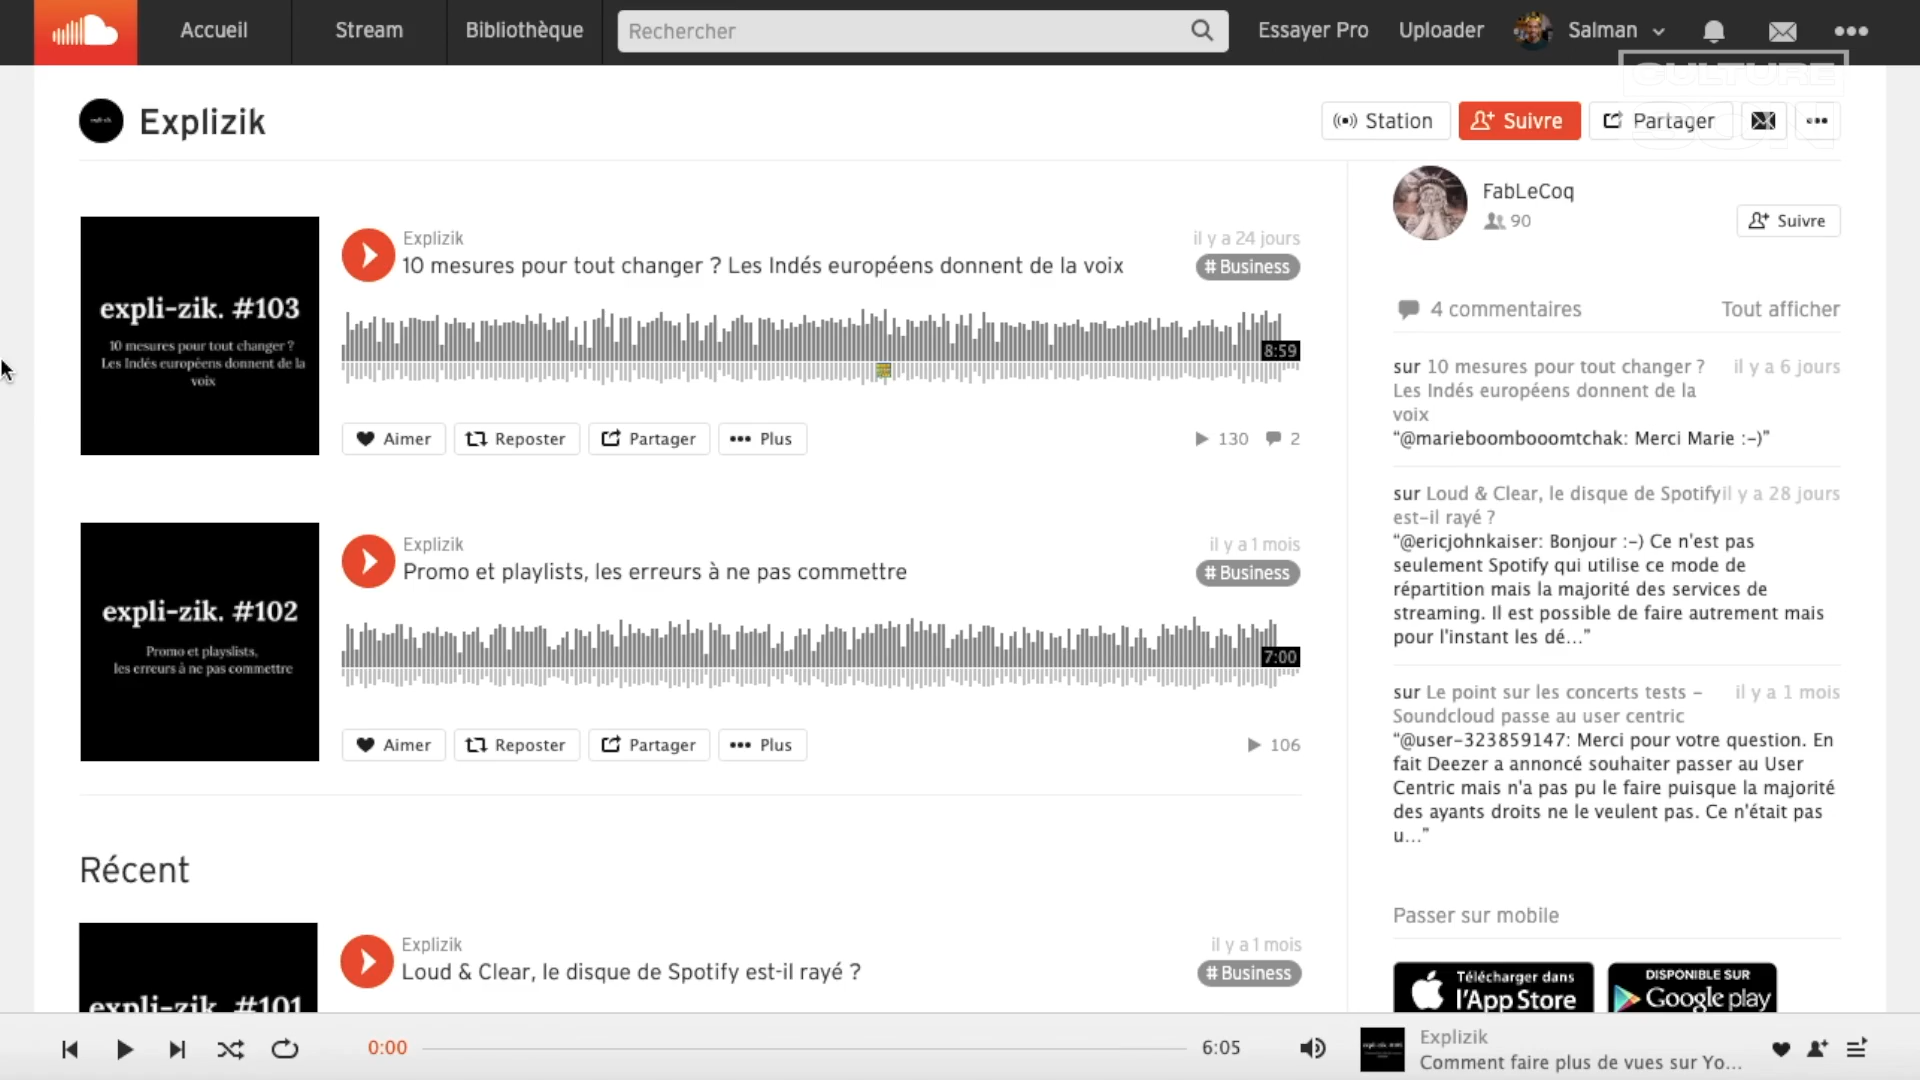 Accueil
Stream
Bibliothèque
Rechercher
Essayer Pro
Uploader
Salman
CULTURE
SON
Explizik
Station
Suivre
Partager
expli-zik. #103
10 mesures pour tout changer ?
Les Indés européens donnent de la
voix
Explizik
il y a 24 jours
10 mesures pour tout changer ? Les Indés européens donnent de la voix
# Business
8:59
Aimer
Reposter
Partager
Plus
130
2
expli-zik. #102
Promo et playslists,
les erreurs à ne pas commettre
Explizik
il y a 1 mois
Promo et playlists, les erreurs à ne pas commettre
# Business
7:00
Aimer
Reposter
Partager
Plus
106
Récent
expli-zik. #101
Explizik
il y a 1 mois
Loud & Clear, le disque de Spotify est-il rayé ?
# Business
FabLeCoq
90
Suivre
4 commentaires
Tout afficher
sur 10 mesures pour tout changer ? il y a 6 jours
Les Indés européens donnent de la
voix
“@marieboombooomtchak: Merci Marie :-)”
sur Loud & Clear, le disque de Spotify il y a 28 jours
est-il rayé ?
“@ericjohnkaiser: Bonjour :-) Ce n'est pas
seulement Spotify qui utilise ce mode de
répartition mais la majorité des services de
streaming. Il est possible de faire autrement mais
pour l'instant les dé...”
sur Le point sur les concerts tests - il y a 1 mois
Soundcloud passe au user centric
“@user-323859147: Merci pour votre question. En
fait Deezer a annoncé souhaiter passer au User
Centric mais n'a pas pu le faire puisque la majorité
des ayants droits ne le veulent pas. Ce n'était pas
u...”
Passer sur mobile
Télécharger dans
l'App Store
DISPONIBLE SUR
Google play
0:00
6:05
Explizik
Comment faire plus de vues sur Yo...